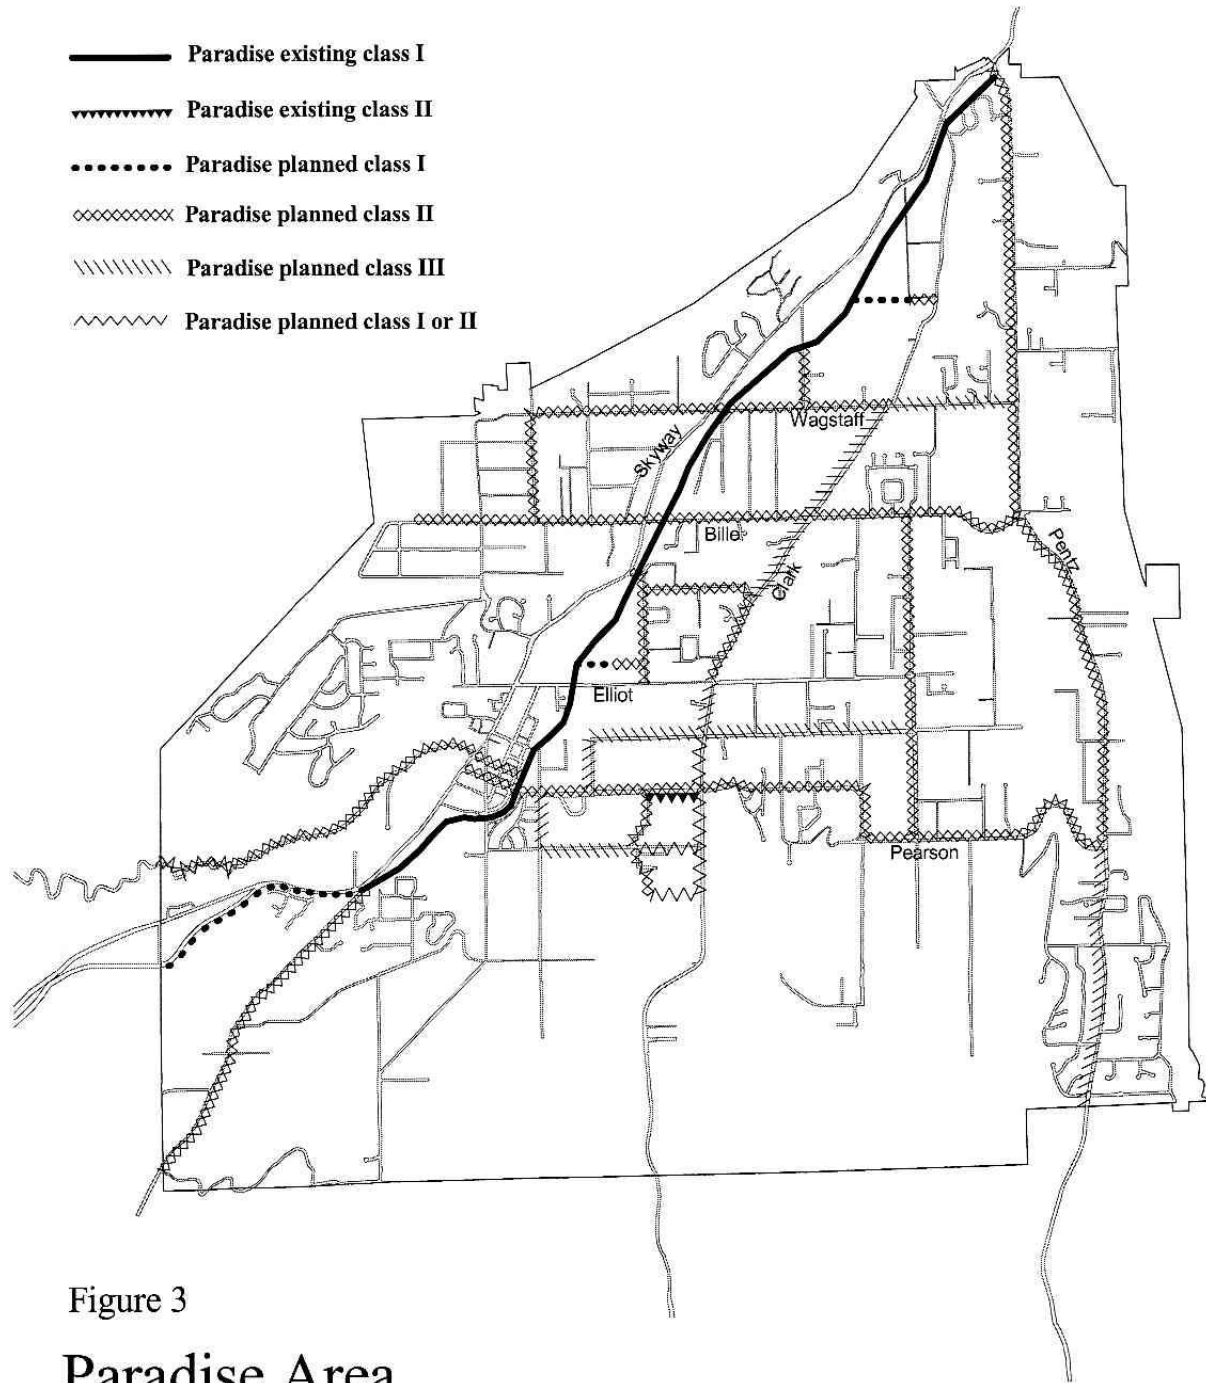 Paradise existing class I
Paradise existing class II
Paradise planned class I
Paradise planned class II
Paradise planned class III
Paradise planned class I or II
Wagstaff
Skyway
Bille
Pentz
Clark
Elliot
Pearson
Figure 3
Paradise Area